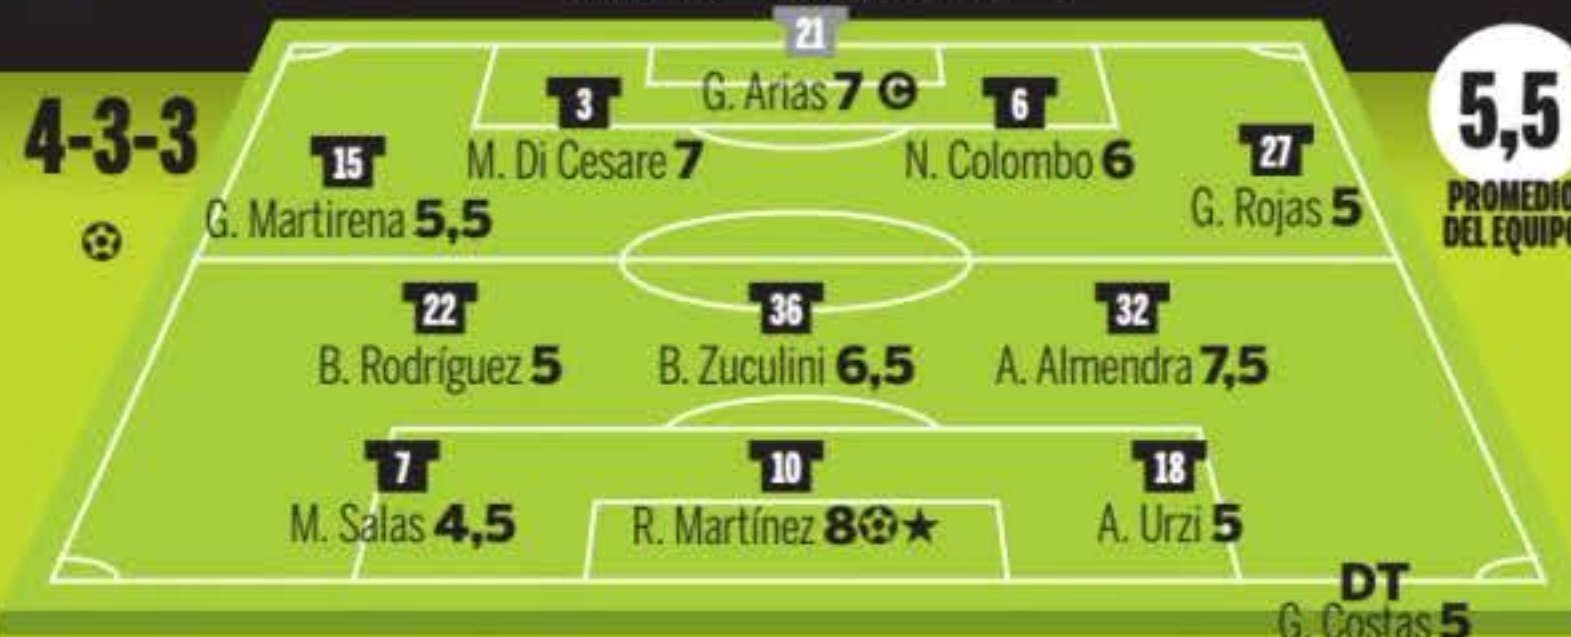 21
G. Arias 7 C
3
M. Di Cesare 7
6
N. Colombo 6
4-3-3
15
G. Martirena 5,5
27
G. Rojas 5
5,5
PROMEDIO
DEL EQUIPO
22
B. Rodríguez 5
36
B. Zuculini 6,5
32
A. Almendra 7,5
7
M. Salas 4,5
10
R. Martínez 8
18
A. Urzi 5
DT
G. Costas 5